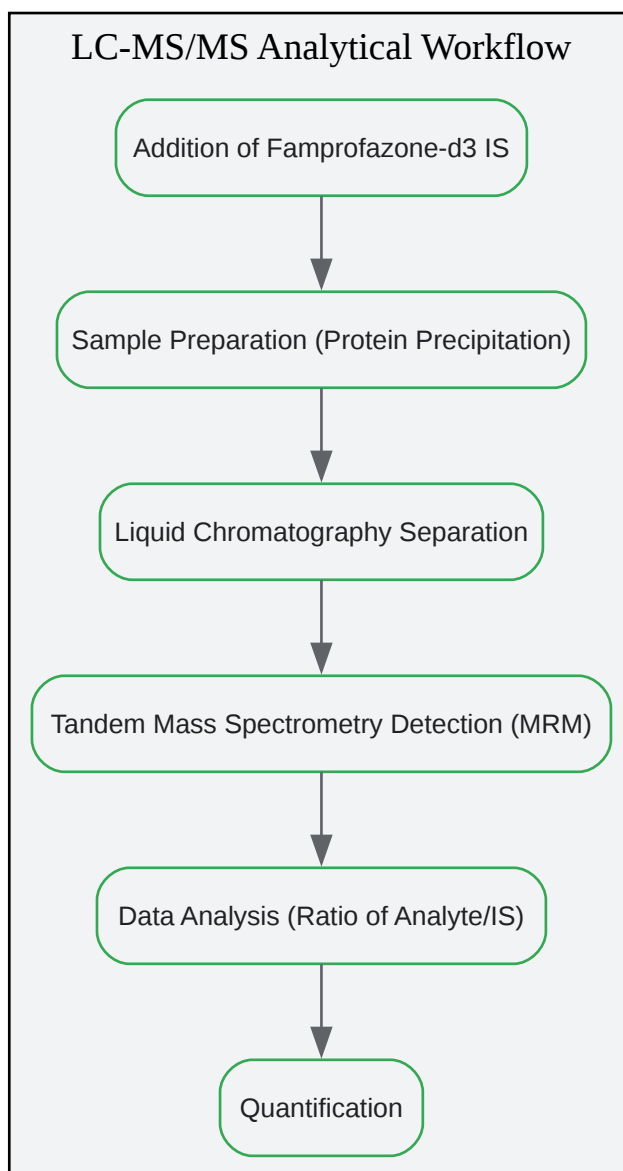 LC-MS/MS Analytical Workflow
Addition of Famprofazone-d3 IS
Sample Preparation (Protein Precipitation)
Liquid Chromatography Separation
Tandem Mass Spectrometry Detection (MRM)
Data Analysis (Ratio of Analyte/IS)
Quantification